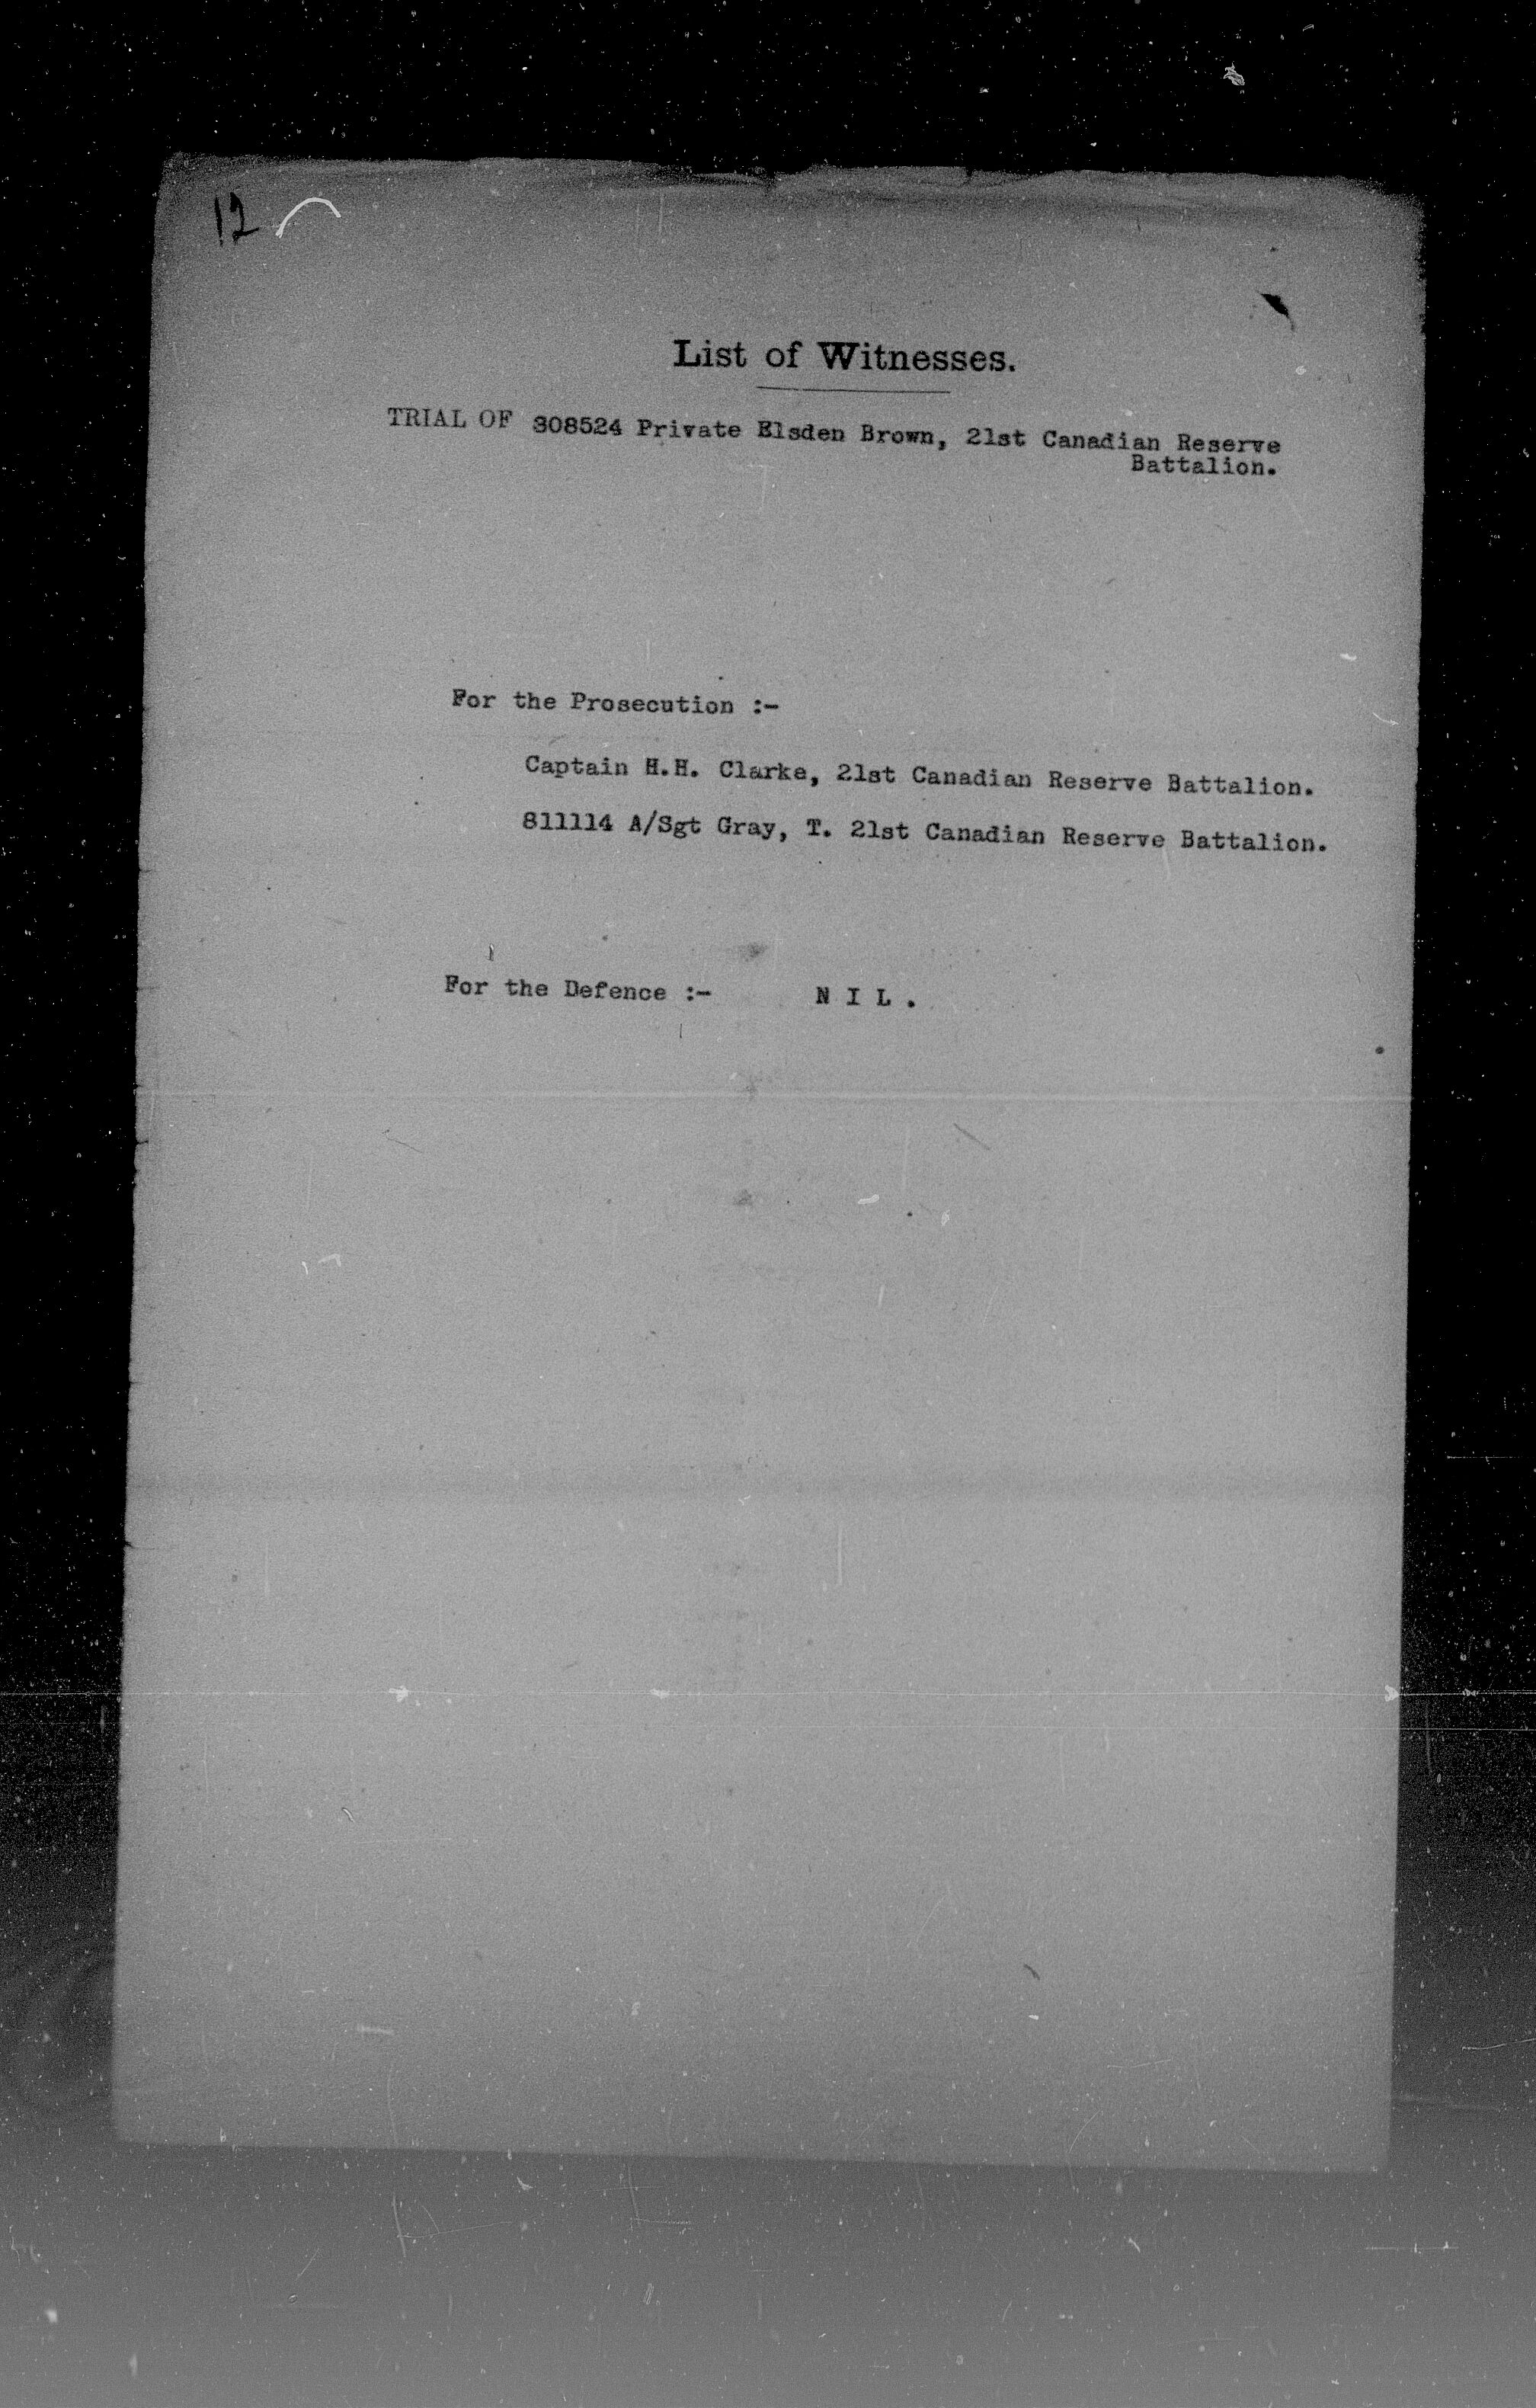 12
List of Witnesses.
TRIAL OF 808524 Private Elsden Brown, 21st Canadian Reserve
Battalion.
For the Prosecution :-
Captain H.H. Clarke, 21st Canadian Reserve Battalion.
811114 A/Sgt Gray, T. 21st Canadian Reserve Battalion.
For the Defence :- N I L .